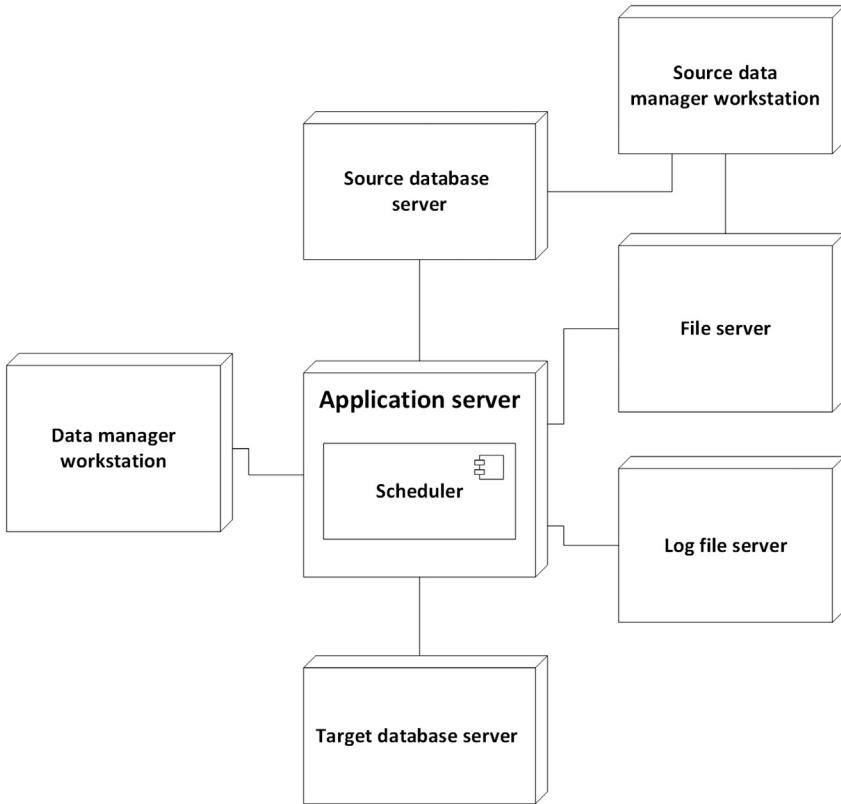 Source data
manager workstation
Source database
server
File server
Application server
Data manager
workstation
Scheduler
Log file server
Target database server